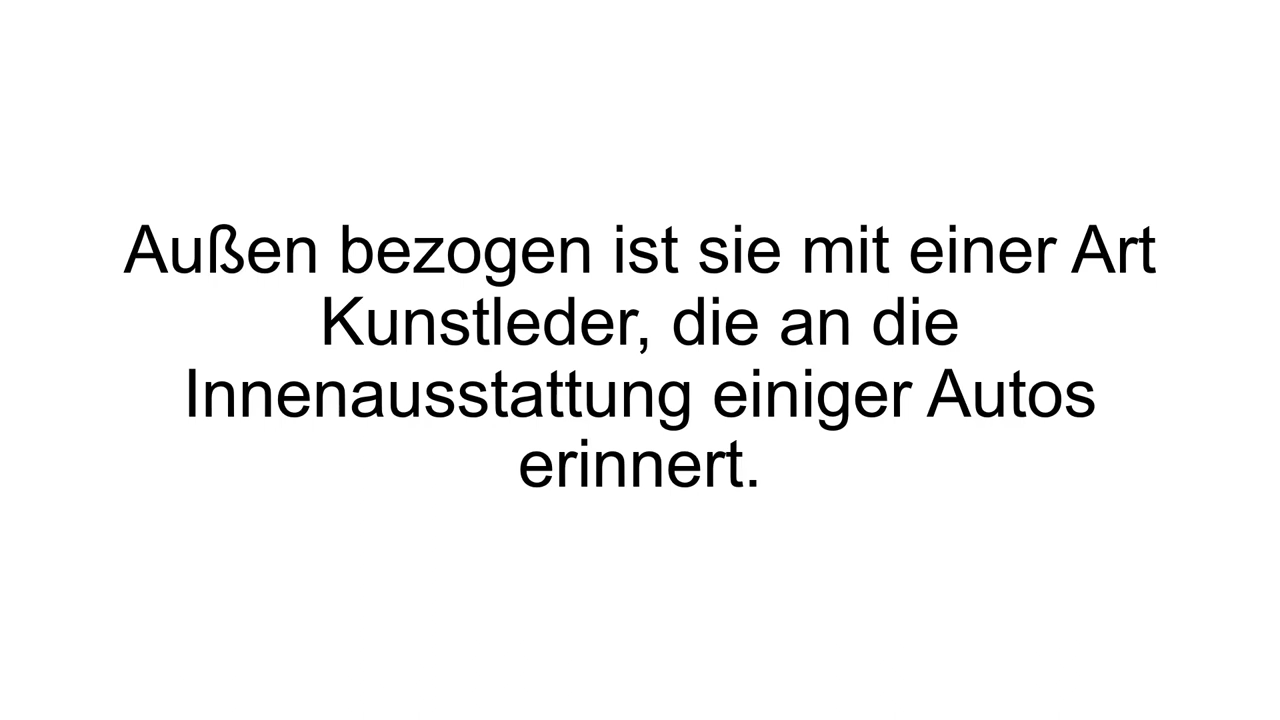 Außen bezogen ist sie mit einer Art
Kunstleder, die an die
Innenausstattung einiger Autos
erinnert.